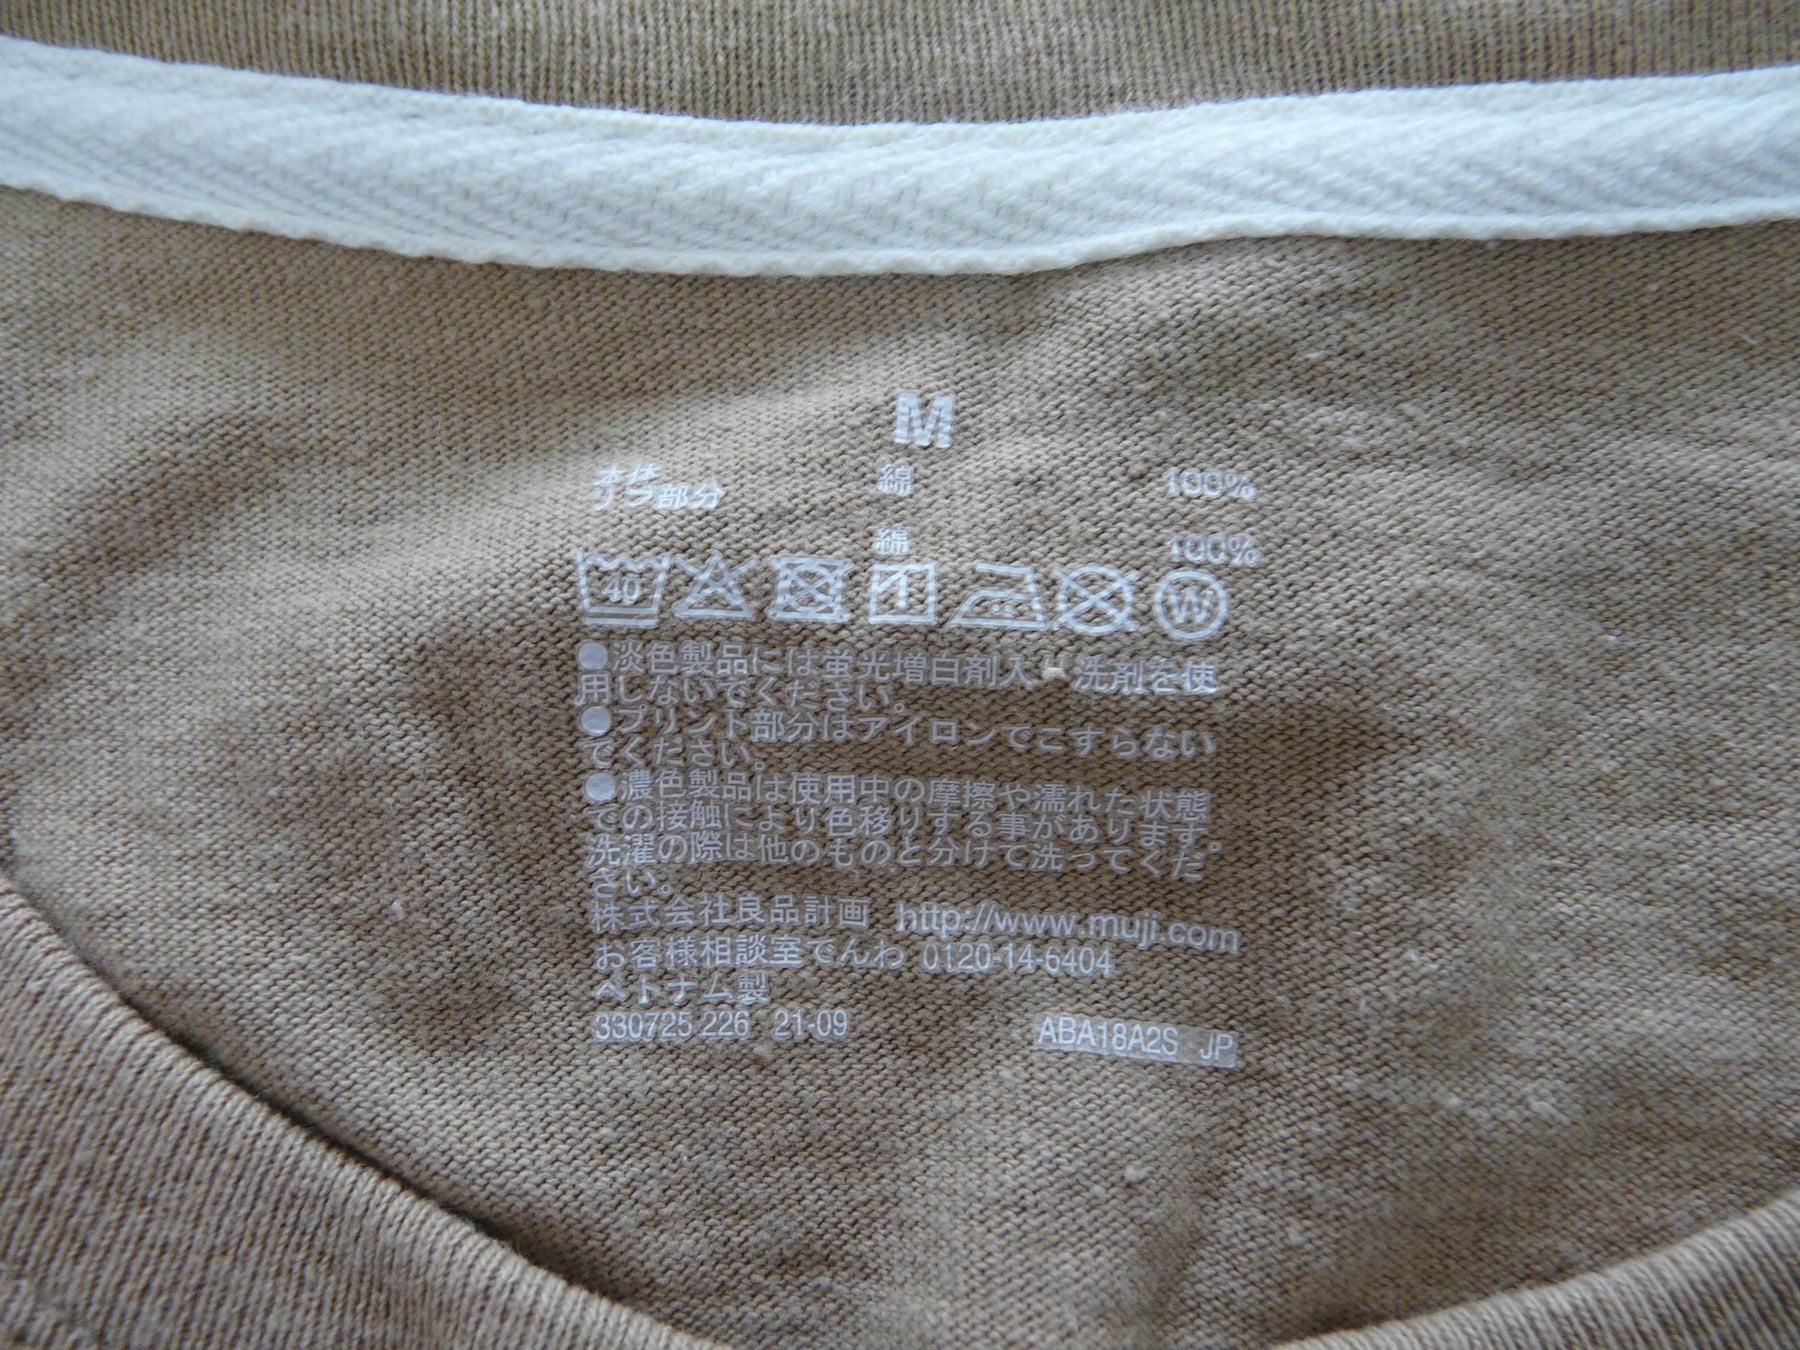 M
本体 綿 100%
リブ部分 綿 100%
40 1 W
●淡色製品には蛍光増白剤入り洗剤を使
用しないでください。
●プリント部分はアイロンでこすらない
でください。
●濃色製品は使用中の摩擦や濡れた状態
での接触により色移りする事があります。
洗濯の際は他のものと分けて洗ってくだ
さい。
株式会社良品計画 http://www.muji.com
お客様相談室でんわ 0120-14-6404
ベトナム製
330725 226 21-09 ABA18A2S JP